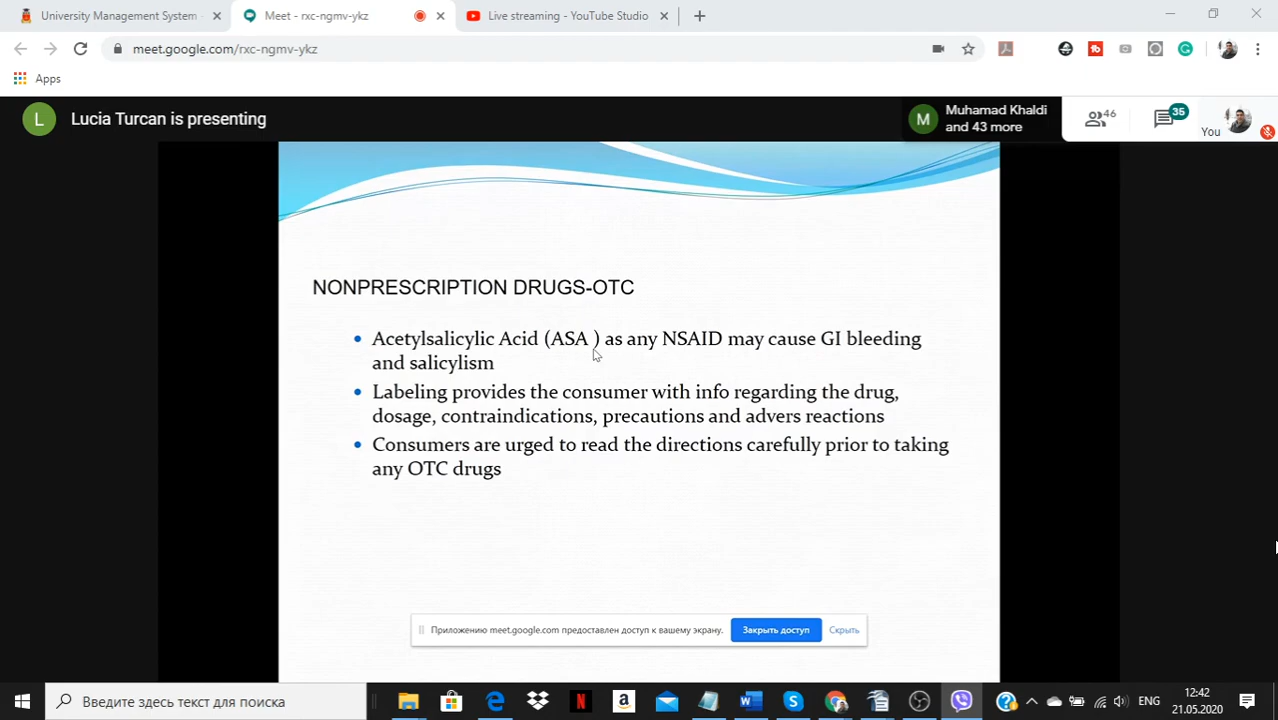 University Management System -
Meet - rxc-ngmv-ykz
Live streaming - YouTube Studio
meet.google.com/rxc-ngmv-ykz
Apps
L
Lucia Turcan is presenting
M
Muhamad Khaldi
and 43 more
46
35
You
NONPRESCRIPTION DRUGS-OTC
• Acetylsalicylic Acid (ASA ) as any NSAID may cause GI bleeding
and salicylism
• Labeling provides the consumer with info regarding the drug,
dosage, contraindications, precautions and advers reactions
• Consumers are urged to read the directions carefully prior to taking
any OTC drugs
Приложению meet.google.com предоставлен доступ к вашему экрану.
Закрыть доступ
Скрыть
Введите здесь текст для поиска
ENG
12:42
21.05.2020